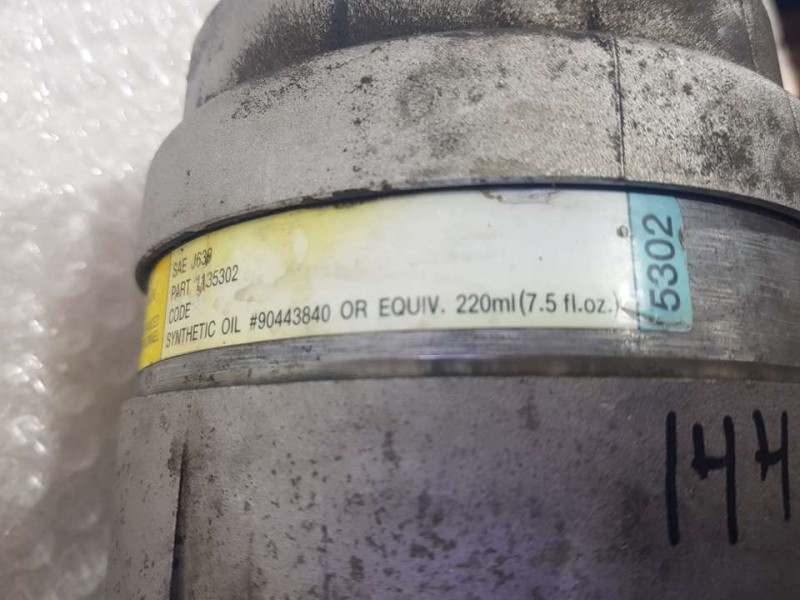 SAE J639
PART 1135302
CODE
SYNTHETIC OIL #90443840 OR EQUIV. 220ml(7.5 fl.oz.)
5302
144